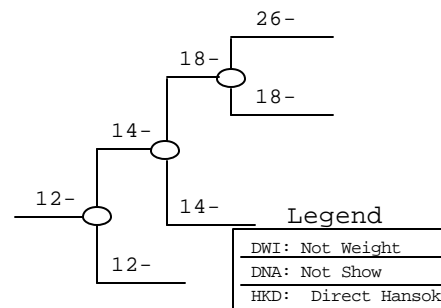 26-
18-
18-
14-
12-
14-
12-
Legend
DWI: Not Weight
DNA: Not Show
HKD: Direct Hansok